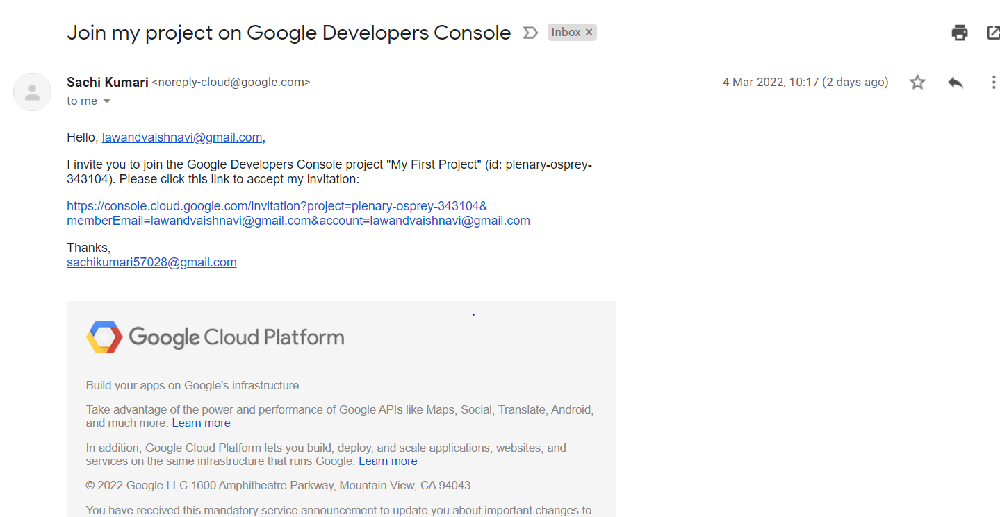 Join my project on Google Developers Console Inbox ×
Sachi Kumari <noreply-cloud@google.com> 4 Mar 2022, 10:17 (2 days ago)
to me
Hello, lawandvaishnavi@gmail.com,
I invite you to join the Google Developers Console project "My First Project" (id: plenary-osprey-
343104). Please click this link to accept my invitation:
https://console.cloud.google.com/invitation?project=plenary-osprey-343104&
memberEmail=lawandvaishnavi@gmail.com&account=lawandvaishnavi@gmail.com
Thanks,
sachikumari57028@gmail.com
Google Cloud Platform
Build your apps on Google's infrastructure.
Take advantage of the power and performance of Google APIs like Maps, Social, Translate, Android,
and much more. Learn more
In addition, Google Cloud Platform lets you build, deploy, and scale applications, websites, and
services on the same infrastructure that runs Google. Learn more
© 2022 Google LLC 1600 Amphitheatre Parkway, Mountain View, CA 94043
You have received this mandatory service announcement to update you about important changes to